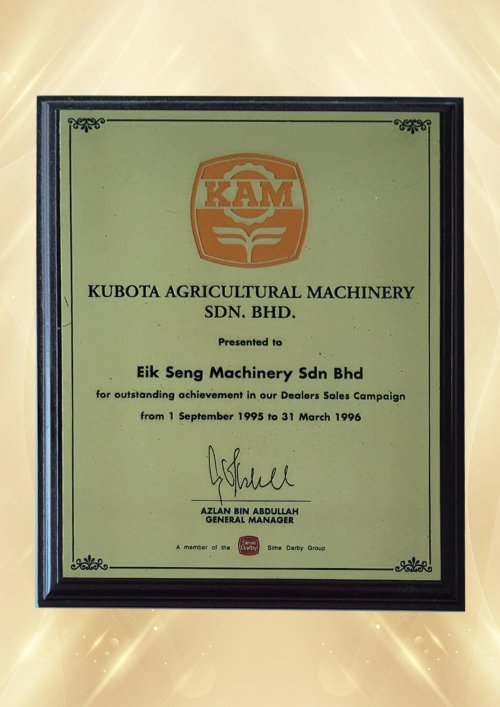 KAM
KUBOTA AGRICULTURAL MACHINERY
SDN. BHD.
Presented to
Eik Seng Machinery Sdn Bhd
for outstanding achievement in our Dealers Sales Campaign
from 1 September 1995 to 31 March 1996
AZLAN BIN ABDULLAH
GENERAL MANAGER
A member of the Sime Darby Sime Darby Group